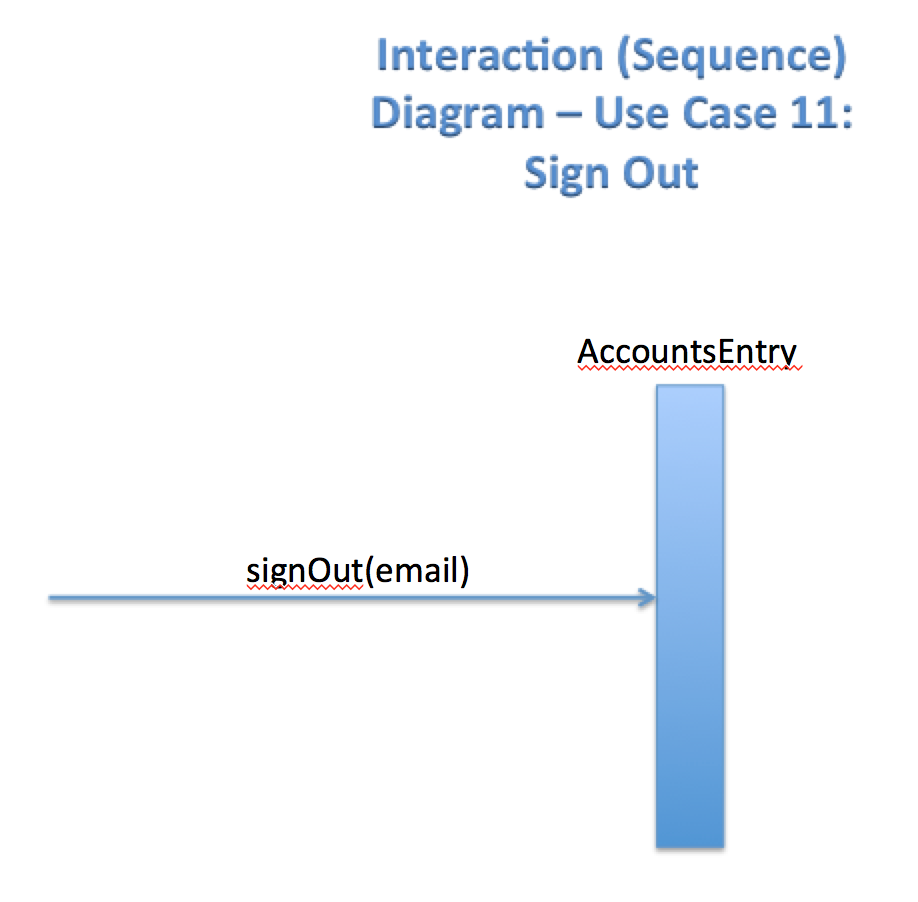 Interaction (Sequence)
Diagram – Use Case 11:
Sign Out
AccountsEntry
signOut(email)